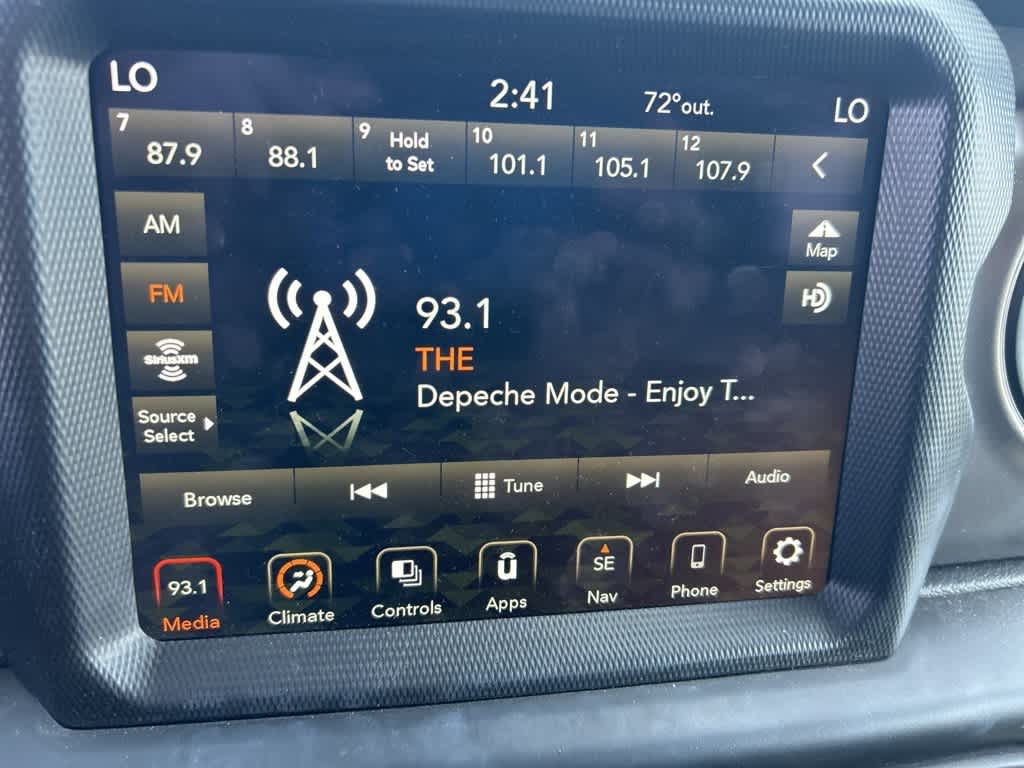 LO
2:41
72°out.
LO
7
87.9
8
88.1
9
Hold
to Set
10
101.1
11
105.1
12
107.9
AM
FM
SiriusXM
Source
Select
Map
HD
93.1
THE
Depeche Mode - Enjoy T...
Browse
Tune
Audio
93.1
Media
Climate
Controls
u
Apps
SE
Nav
Phone
Settings